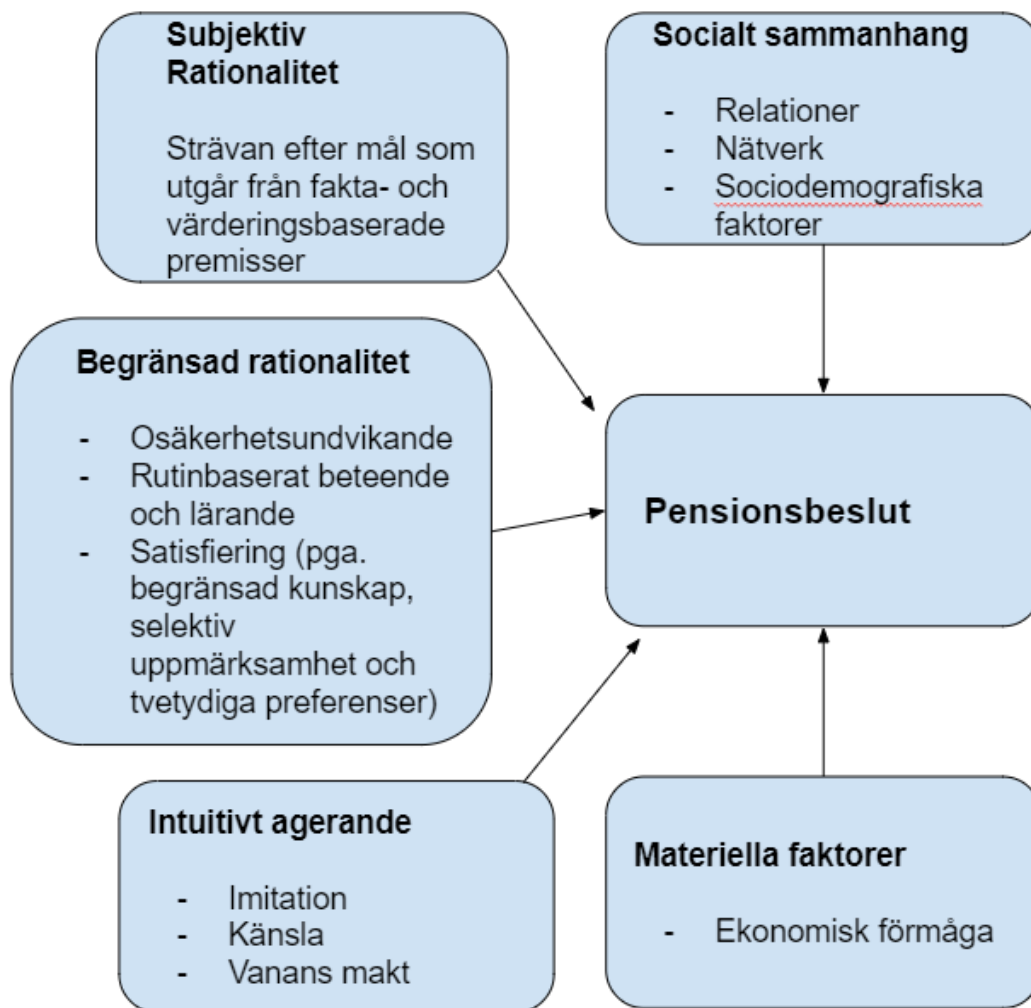 Subjektiv
Rationalitet
Strävan efter mål som
utgår från fakta- och
värderingsbaserade
premisser
Socialt sammanhang
- Relationer
- Nätverk
- Sociodemografiska
faktorer
Begränsad rationalitet
- Osäkerhetsundvikande
- Rutinbaserat beteende
och lärande
- Satisfiering (pga.
begränsad kunskap,
selektiv
uppmärksamhet och
tvetydiga preferenser)
Pensionsbeslut
Intuitivt agerande
- Imitation
- Känsla
- Vanans makt
Materiella faktorer
- Ekonomisk förmåga